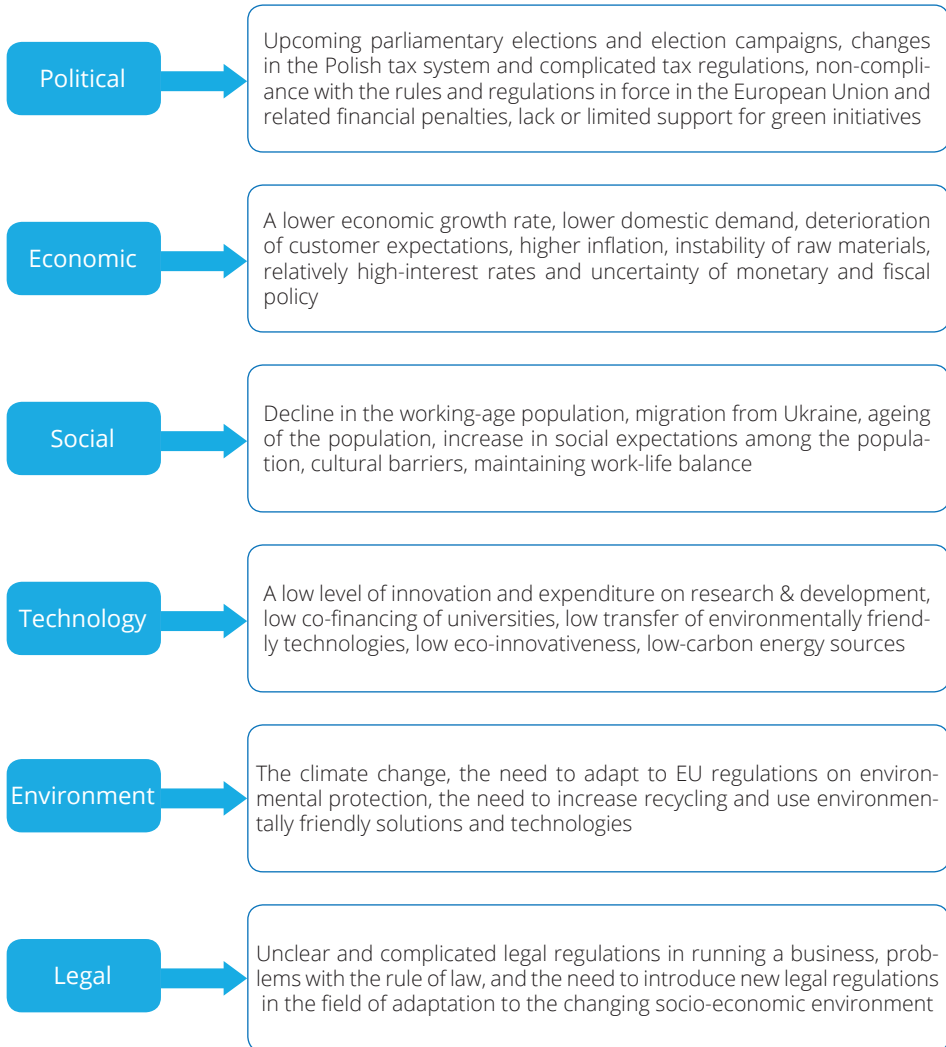 Political
Upcoming parliamentary elections and election campaigns, changes
in the Polish tax system and complicated tax regulations, non-compli-
ance with the rules and regulations in force in the European Union and
related financial penalties, lack or limited support for green initiatives
Economic
A lower economic growth rate, lower domestic demand, deterioration
of customer expectations, higher inflation, instability of raw materials,
relatively high-interest rates and uncertainty of monetary and fiscal
policy
Social
Decline in the working-age population, migration from Ukraine, ageing
of the population, increase in social expectations among the popula-
tion, cultural barriers, maintaining work-life balance
Technology
A low level of innovation and expenditure on research & development,
low co-financing of universities, low transfer of environmentally friend-
ly technologies, low eco-innovativeness, low-carbon energy sources
Environment
The climate change, the need to adapt to EU regulations on environ-
mental protection, the need to increase recycling and use environmen-
tally friendly solutions and technologies
Legal
Unclear and complicated legal regulations in running a business, prob-
lems with the rule of law, and the need to introduce new legal regulations
in the field of adaptation to the changing socio-economic environment